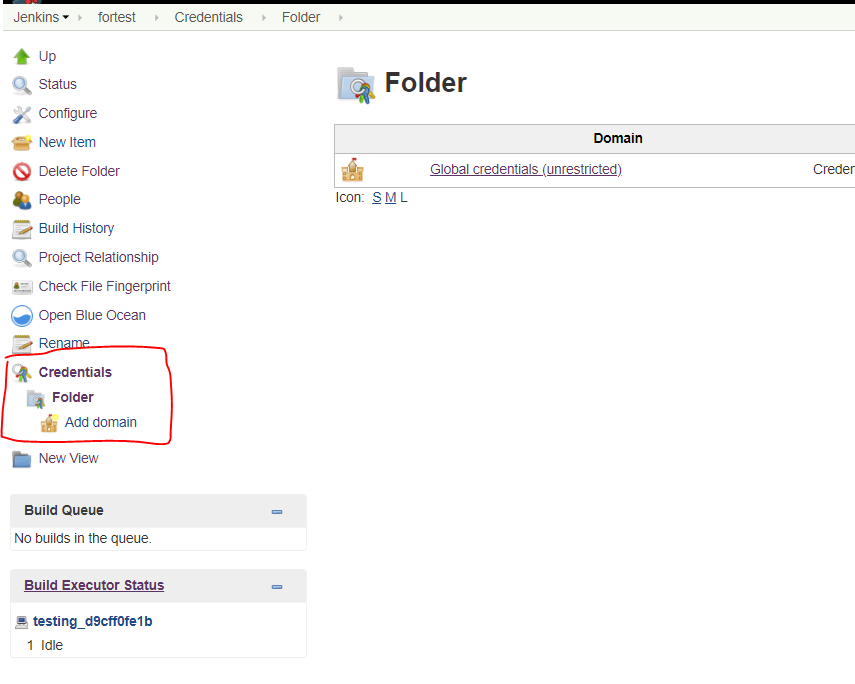 Jenkins fortest Credentials Folder
Up
Status
Configure
New Item
Delete Folder
People
Build History
Project Relationship
Check File Fingerprint
Open Blue Ocean
Rename
Credentials
Folder
Add domain
New View
Build Queue
No builds in the queue.
Build Executor Status
testing_d9cff0fe1b
1 Idle
Folder
Domain
Global credentials (unrestricted) Creden
Icon: S M L